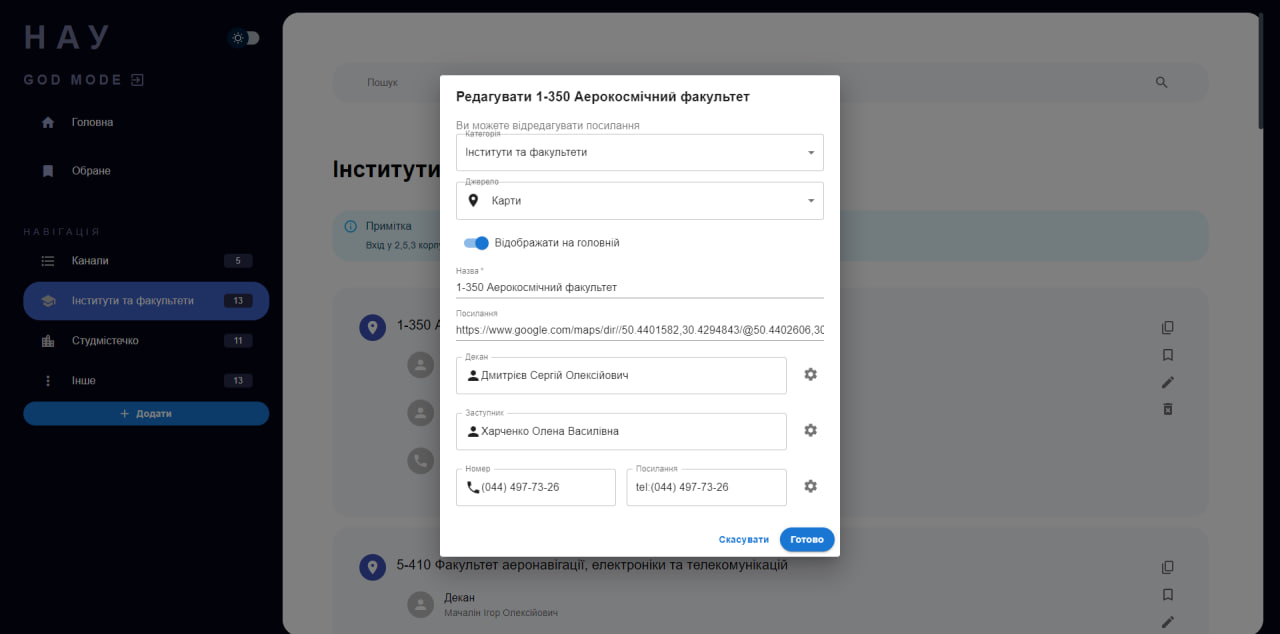 НАУ
GOD MODE
Головна
Обране
НАВІГАЦІЯ
Канали 5
Інститути та факультети 13
Студмістечко 11
Інше 13
+ Додати
Пошук
Інститути
Примітка
Вхід у 2,5,3 корп
1-350 А
5-410 Факультет аеронавігації, електроніки та телекомунікацій
Декан
Мачалін Ігор Олексійович
Редагувати 1-350 Аерокосмічний факультет
Ви можете відредагувати посилання
Категорія
Інститути та факультети
Джерело
Карти
Відображати на головній
Назва *
1-350 Аерокосмічний факультет
Посилання
https://www.google.com/maps/dir//50.4401582,30.4294843/@50.4402606,30
Декан
Дмитрієв Сергій Олексійович
Заступник
Харченко Олена Василівна
Номер Посилання
(044) 497-73-26 tel:(044) 497-73-26
Скасувати Готово